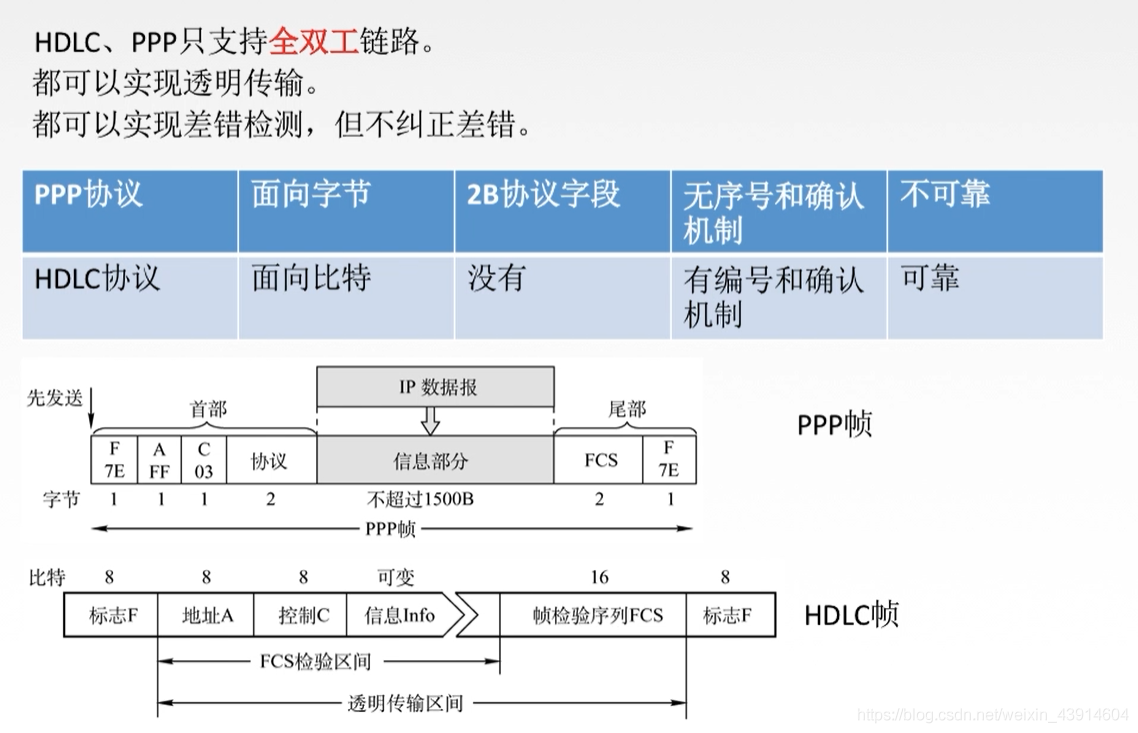 HDLC、PPP只支持全双工链路。
都可以实现透明传输。
都可以实现差错检测，但不纠正差错。
PPP协议 面向字节 2B协议字段 无序号和确认机制 不可靠
HDLC协议 面向比特 没有 有编号和确认机制 可靠
IP 数据报
先发送 首部 尾部
PPP帧
F A C 协议 信息部分 FCS F
7E FF 03 7E
字节 1 1 1 2 不超过1500B 2 1
PPP帧
比特 8 8 8 可变 16 8
标志F 地址A 控制C 信息Info 帧检验序列FCS 标志F
HDLC帧
FCS检验区间
透明传输区间
https://blog.csdn.net/weixin_43914604